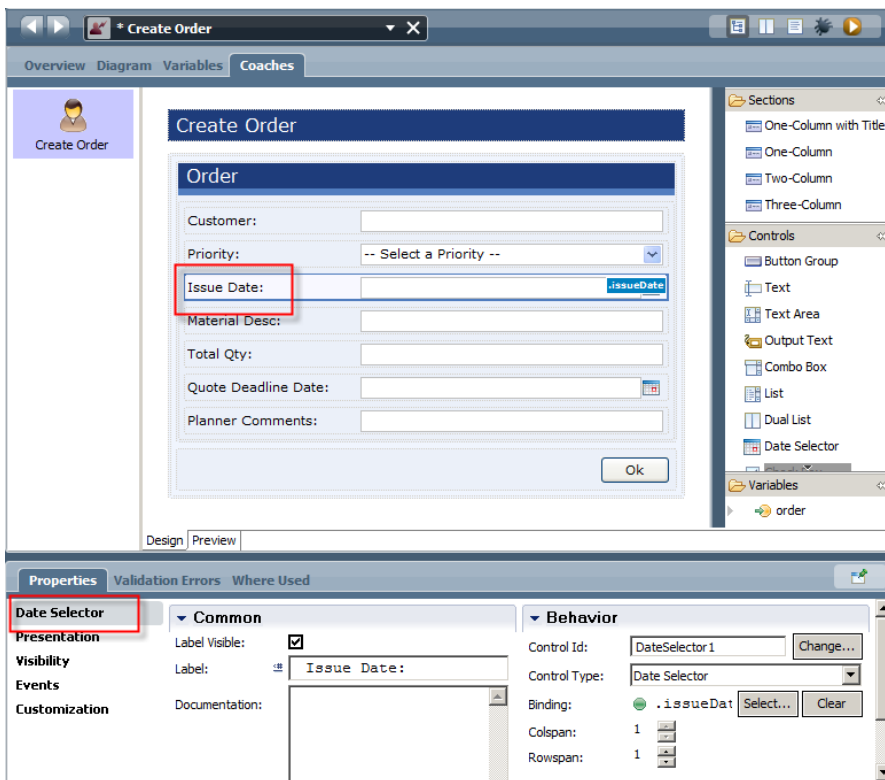 * Create Order
Overview Diagram Variables Coaches
Create Order
Create Order
Order
Customer:
Priority: -- Select a Priority --
Issue Date: .issueDate
Material Desc:
Total Qty:
Quote Deadline Date:
Planner Comments:
Ok
Design Preview
Sections
One-Column with Title
One-Column
Two-Column
Three-Column
Controls
Button Group
Text
Text Area
Output Text
Combo Box
List
Dual List
Date Selector
Variables
order
Properties Validation Errors Where Used
Date Selector
Presentation
Visibility
Events
Customization
Common
Label Visible:
Label: Issue Date:
Documentation:
Behavior
Control Id: DateSelector1 Change...
Control Type: Date Selector
Binding: .issueDat Select... Clear
Colspan: 1
Rowspan: 1